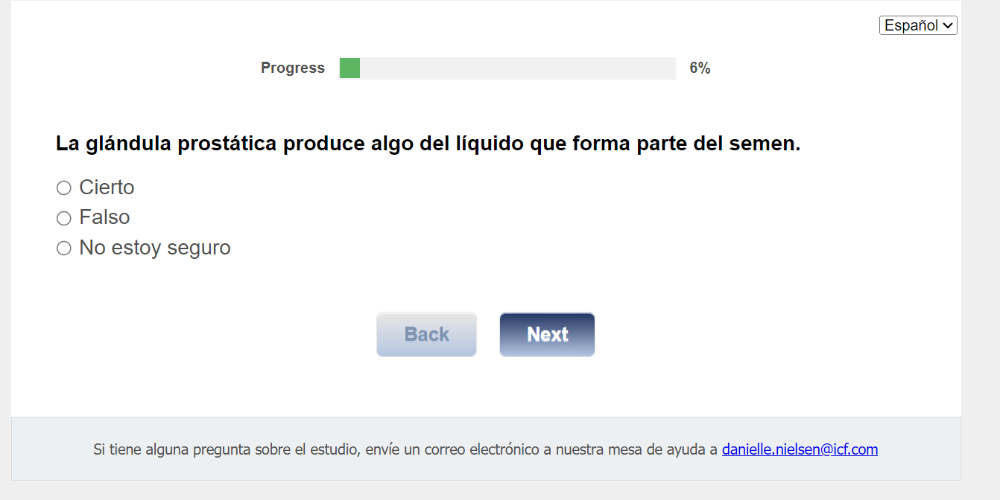 Español
Progress 6%
La glándula prostática produce algo del líquido que forma parte del semen.
Cierto
Falso
No estoy seguro
Back Next
Si tiene alguna pregunta sobre el estudio, envíe un correo electrónico a nuestra mesa de ayuda a danielle.nielsen@icf.com